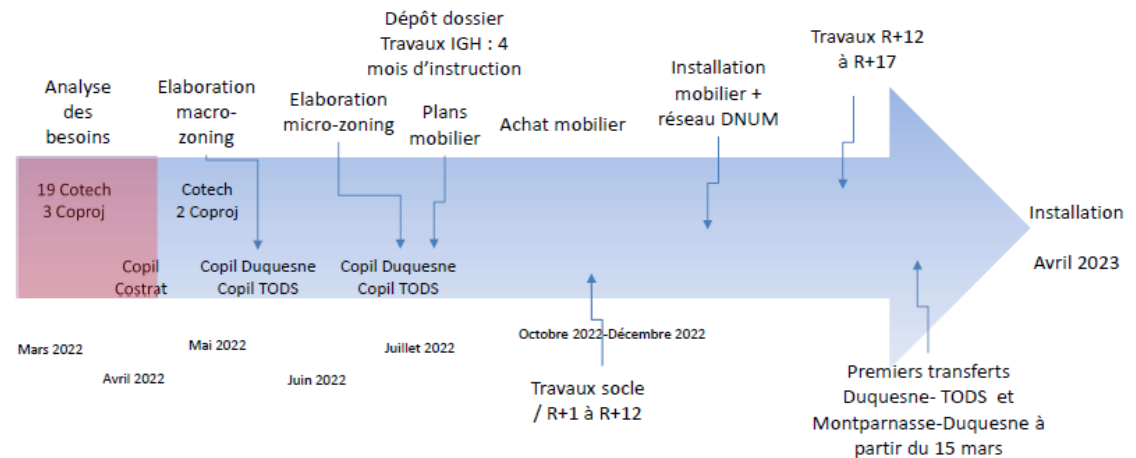 Analyse
des
besoins
Elaboration
macro-
zoning
Elaboration
micro-zoning
Dépôt dossier
Travaux IGH : 4
mois d'instruction
Plans
mobilier
Achat mobilier
Installation
mobilier +
réseau DNUM
Travaux R+12
à R+17
19 Cotech
3 Coproj
Cotech
2 Coproj
Copil
Costrat
Copil Duquesne
Copil TODS
Copil Duquesne
Copil TODS
Installation
Avril 2023
Mars 2022
Avril 2022
Mai 2022
Juin 2022
Juillet 2022
Octobre 2022-Décembre 2022
Travaux socle
/ R+1 à R+12
Premiers transferts
Duquesne- TODS et
Montparnasse-Duquesne à
partir du 15 mars